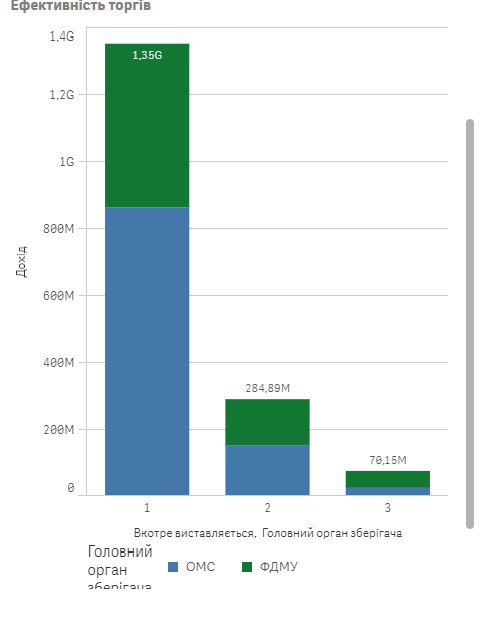 Ефективність торгів
1,4G
1,2G
1G
800M
600M
400M
200M
0
Дохід
1,35G
284,89M
70,15M
1
2
3
Вкотре виставляється, Головний орган зберігача
Головний
орган
зберігача
ОМС
ФДМУ